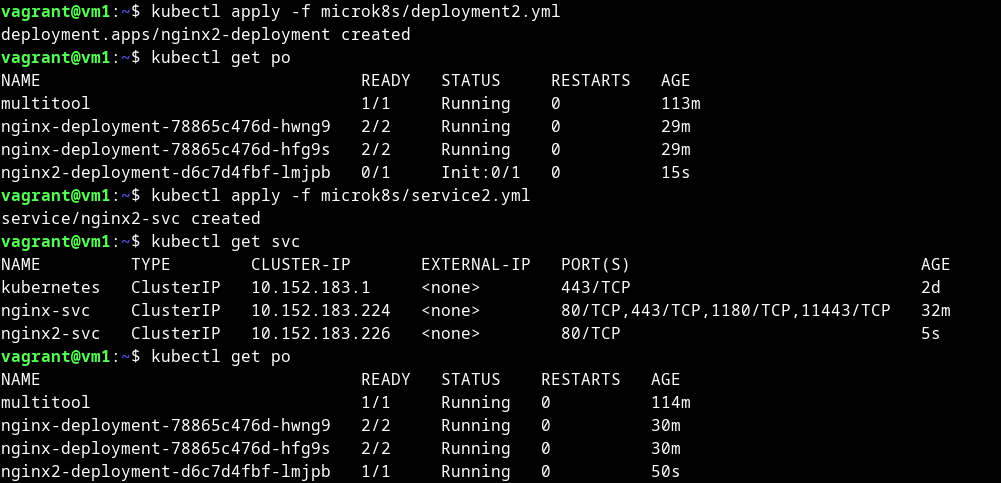 vagrant@vm1:~$ kubectl apply -f microk8s/deployment2.yml
deployment.apps/nginx2-deployment created
vagrant@vm1:~$ kubectl get po
NAME                                READY   STATUS     RESTARTS   AGE
multitool                           1/1     Running    0          113m
nginx-deployment-78865c476d-hwng9   2/2     Running    0          29m
nginx-deployment-78865c476d-hfg9s   2/2     Running    0          29m
nginx2-deployment-d6c7d4fbf-lmjpb   0/1     Init:0/1   0          15s
vagrant@vm1:~$ kubectl apply -f microk8s/service2.yml
service/nginx2-svc created
vagrant@vm1:~$ kubectl get svc
NAME         TYPE        CLUSTER-IP       EXTERNAL-IP   PORT(S)                             AGE
kubernetes   ClusterIP   10.152.183.1     <none>        443/TCP                             2d
nginx-svc    ClusterIP   10.152.183.224   <none>        80/TCP,443/TCP,1180/TCP,11443/TCP   32m
nginx2-svc   ClusterIP   10.152.183.226   <none>        80/TCP                              5s
vagrant@vm1:~$ kubectl get po
NAME                                READY   STATUS    RESTARTS   AGE
multitool                           1/1     Running   0          114m
nginx-deployment-78865c476d-hwng9   2/2     Running   0          30m
nginx-deployment-78865c476d-hfg9s   2/2     Running   0          30m
nginx2-deployment-d6c7d4fbf-lmjpb   1/1     Running   0          50s